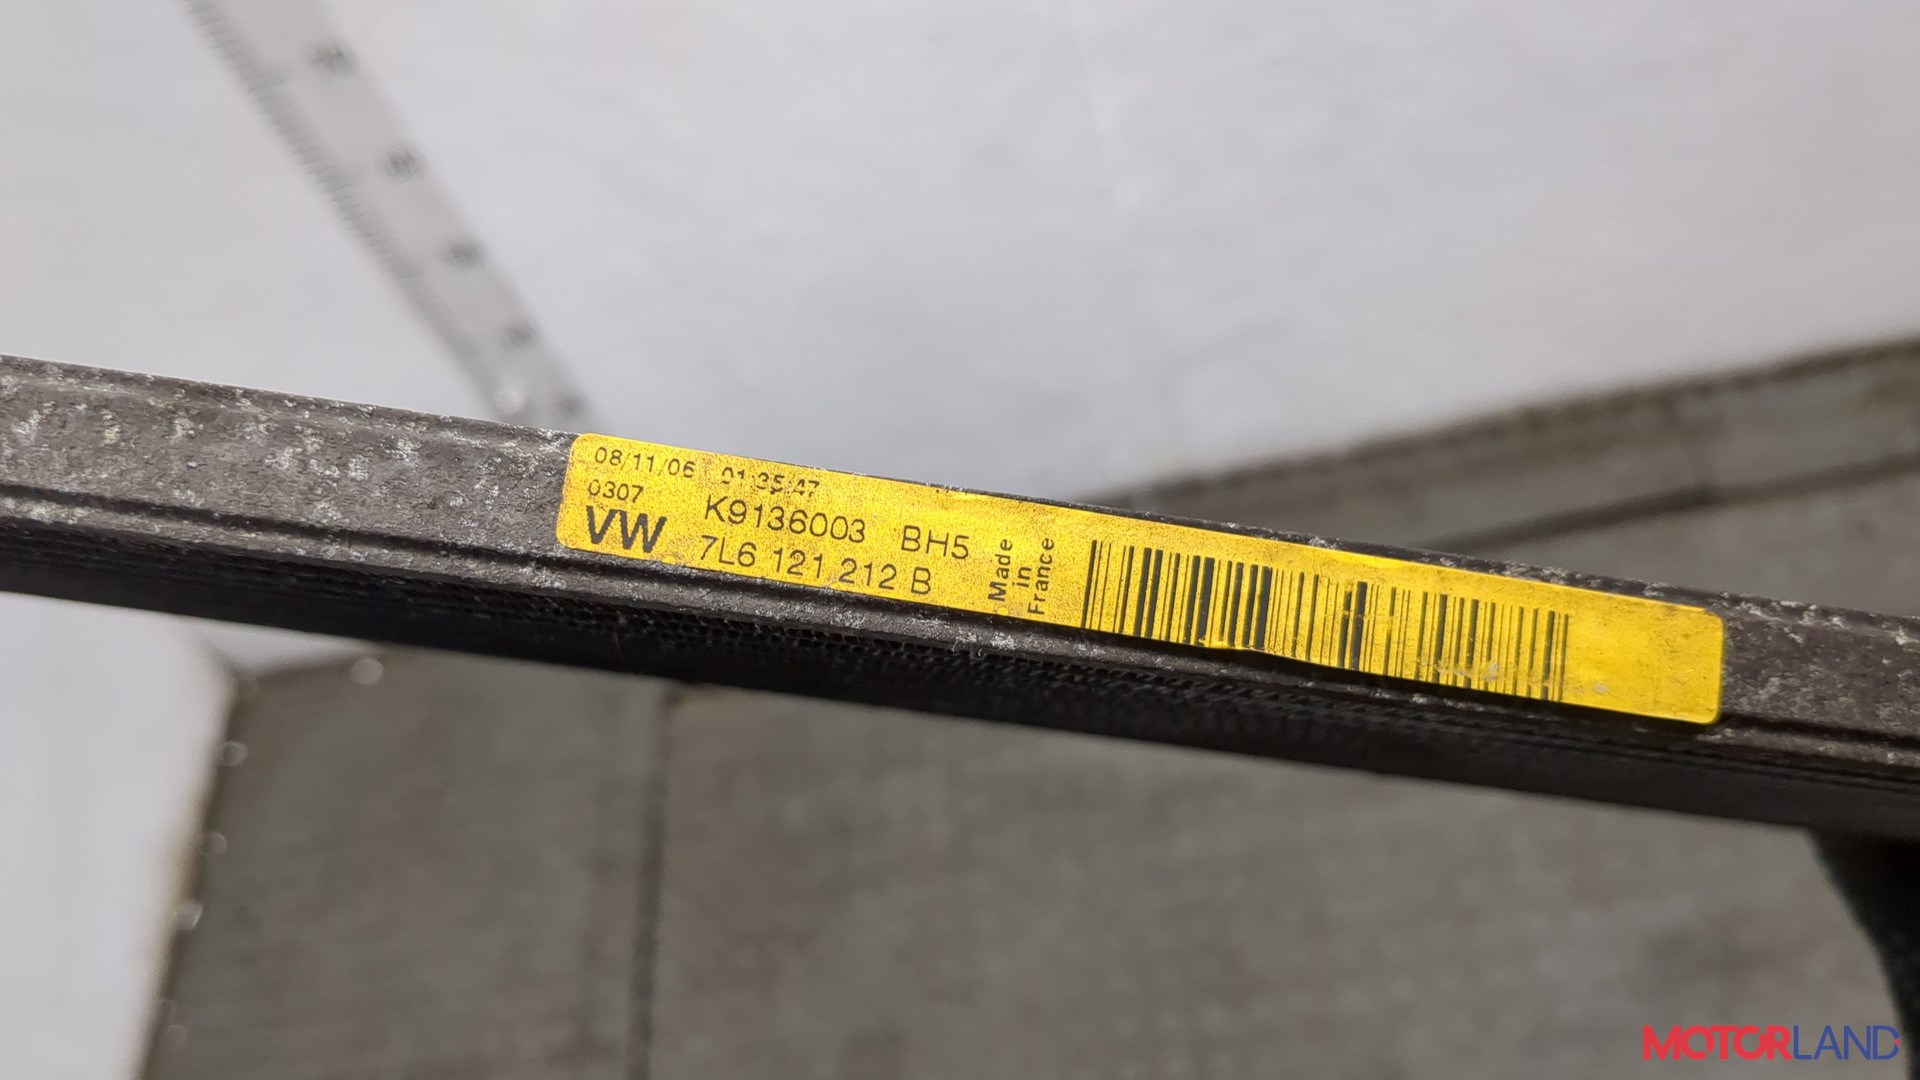 08/11/06 01:35:47
0307
VW K9136003 BH5
7L6 121 212 B
Made
in
France
MOTORLAND